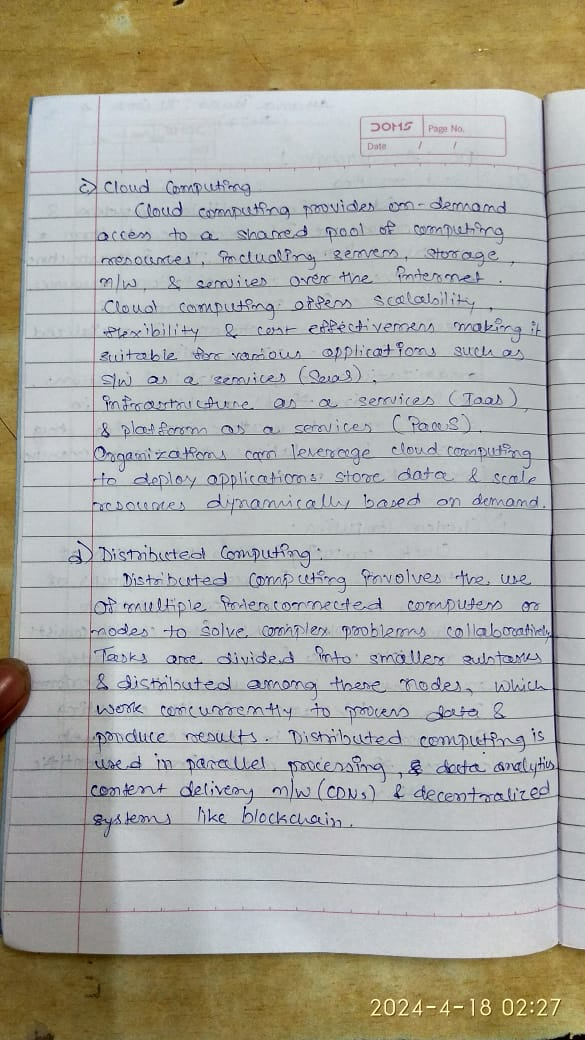 DOMS
Page No.
Date / /
c) Cloud Computing
Cloud computing provides on-demand
access to a shared pool of computing
resources, including servers, storage,
n/w, & services over the internet.
Cloud computing offers scalability,
flexibility & cost effectiveness making it
suitable for various applications such as
S/W as a services (Saas),
infrastructure as a services (Iaas),
& platform as a services (PaaS).
Organizations can leverage cloud computing
to deploy applications store data & scale
resources dynamically based on demand.
d) Distributed Computing:
Distributed computing involves the use
of multiple interconnected computers or
nodes to solve complex problems collaboratively
Tasks are divided into smaller subtasks
& distributed among these nodes, which
work concurrently to process data &
produce results. Distributed computing is
used in parallel processing, & data analytics
content delivery n/w (CDNs) & decentralized
systems like blockchain.
2024-4-18 02:27